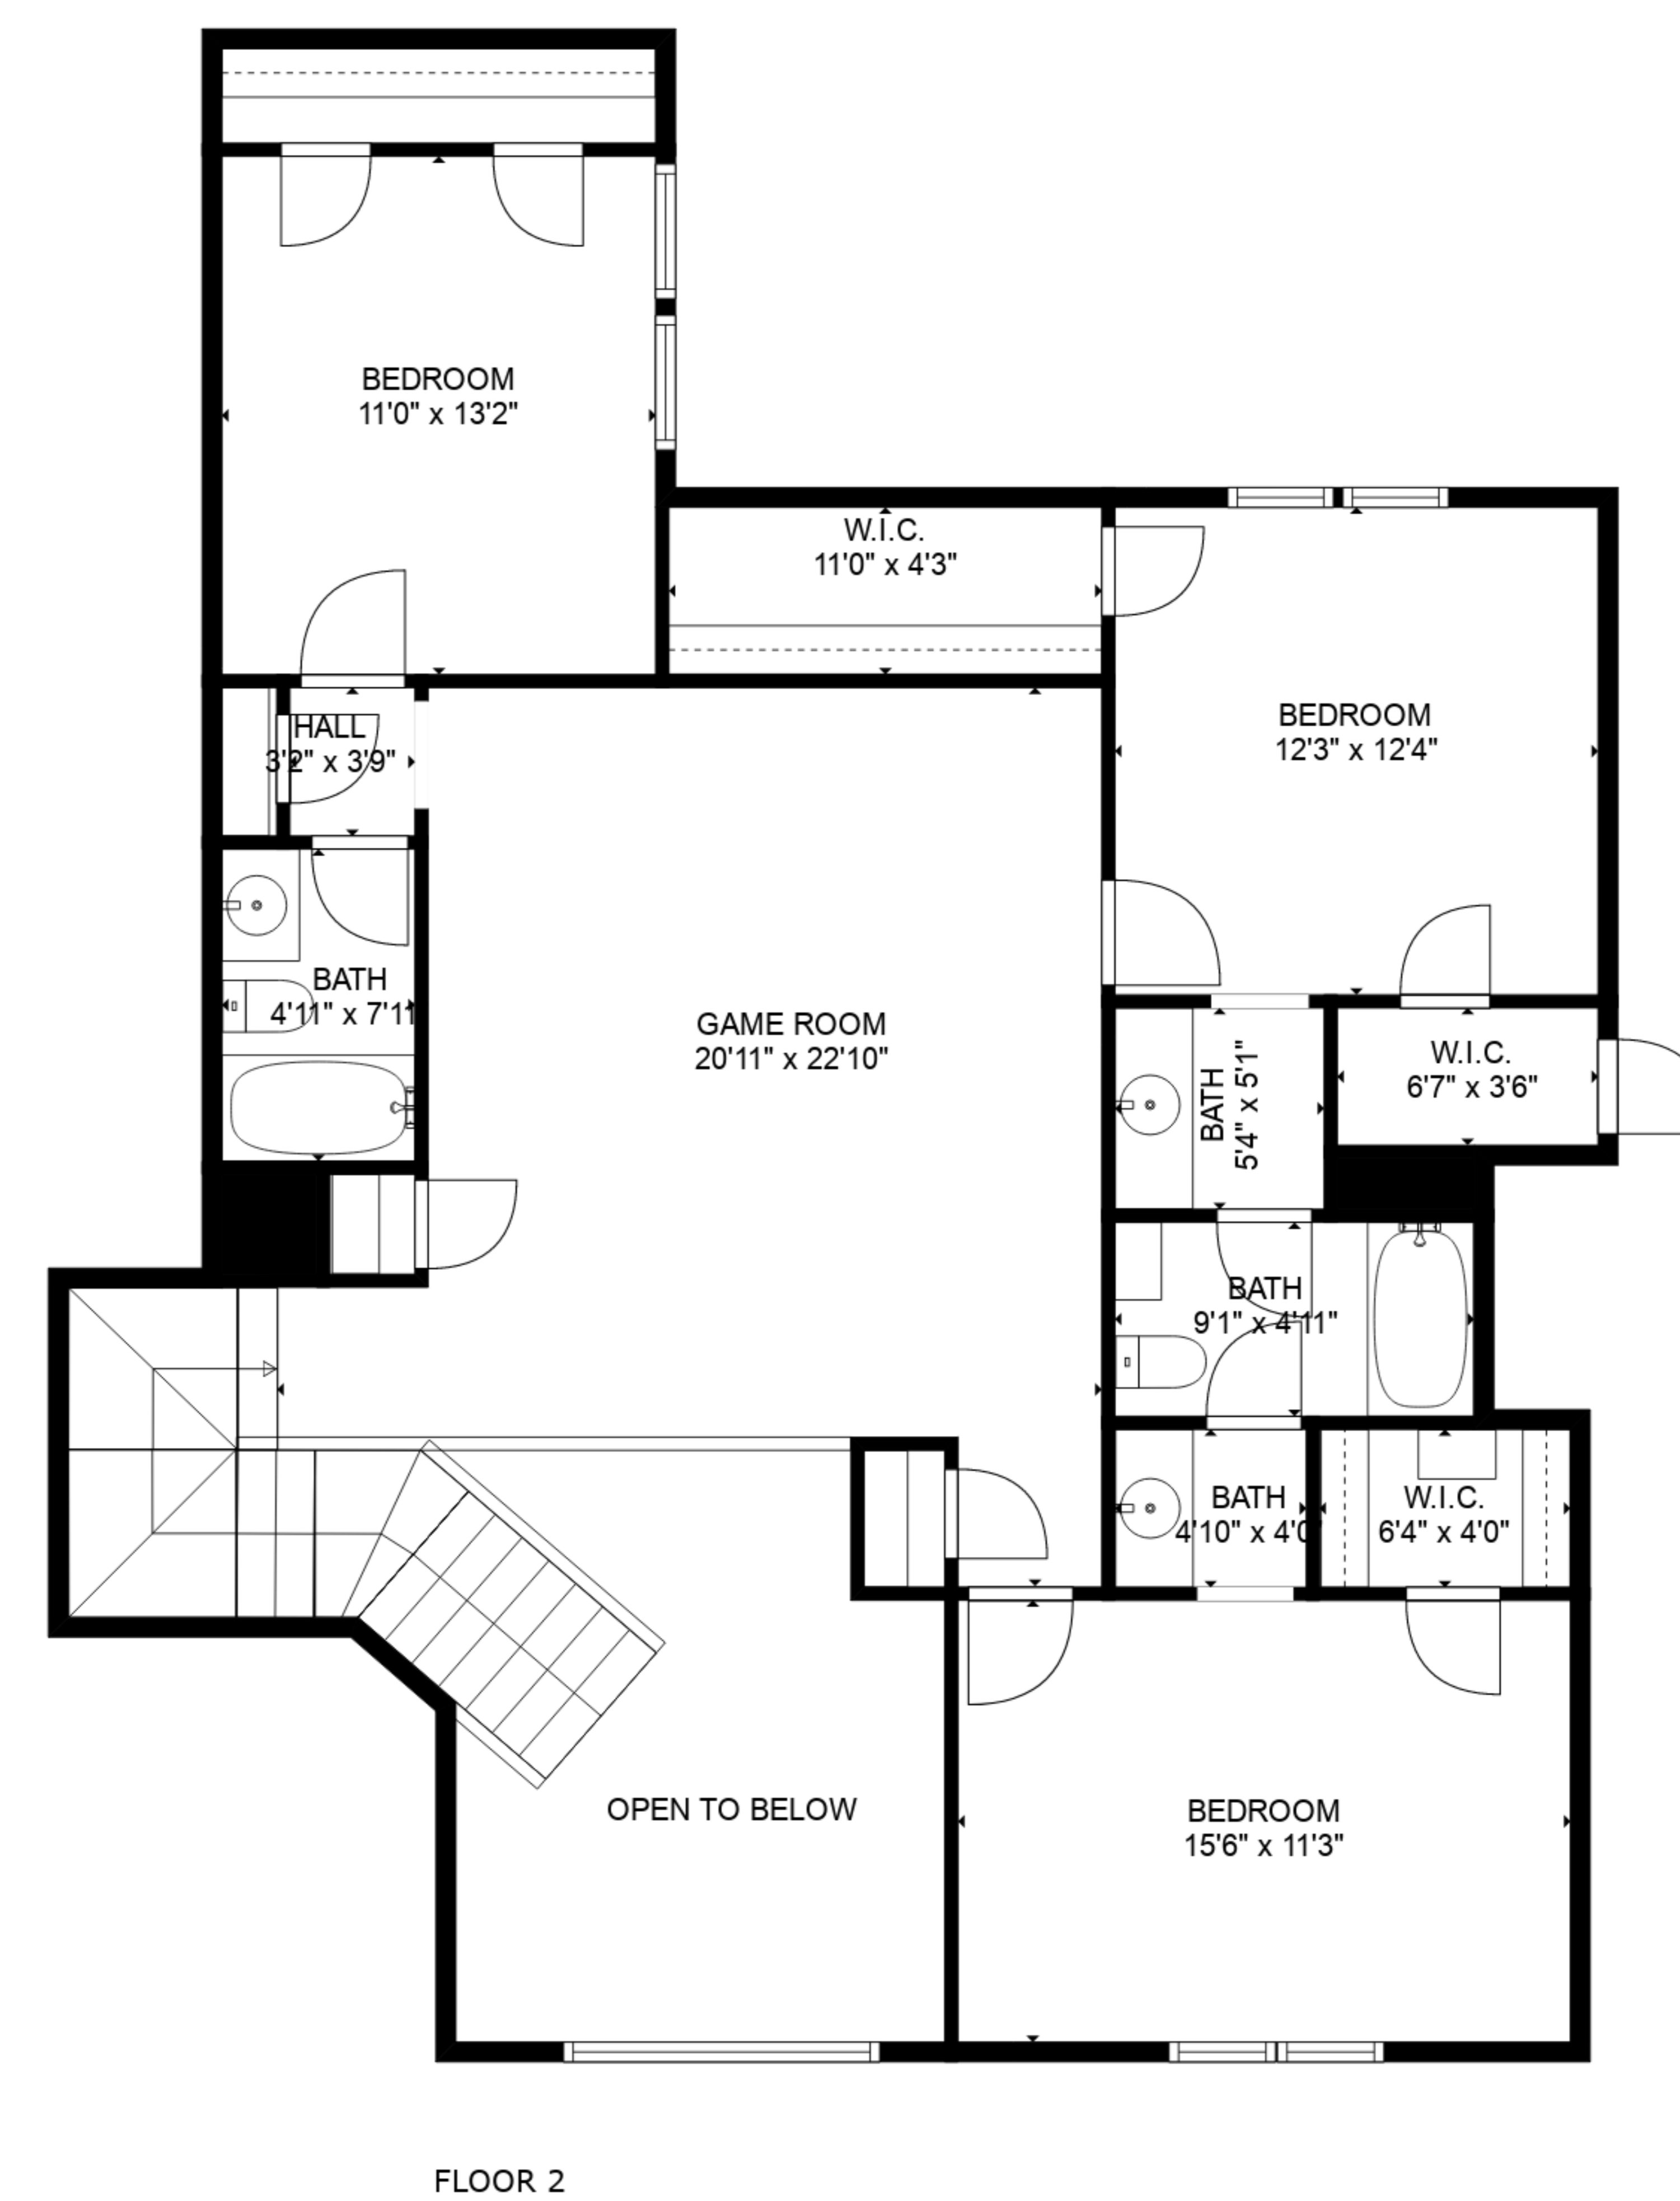 BEDROOM
11'0" x 13'2"
W.I.C.
11'0" x 4'3"
BEDROOM
12'3" x 12'4"
HALL
3'2" x 3'9"
BATH
4'11" x 7'11
GAME ROOM
20'11" x 22'10"
BATH
5'4" x 5'1"
W.I.C.
6'7" x 3'6"
BATH
9'1" x 4'11"
BATH
4'10" x 4'0"
W.I.C.
6'4" x 4'0"
OPEN TO BELOW
BEDROOM
15'6" x 11'3"
FLOOR 2